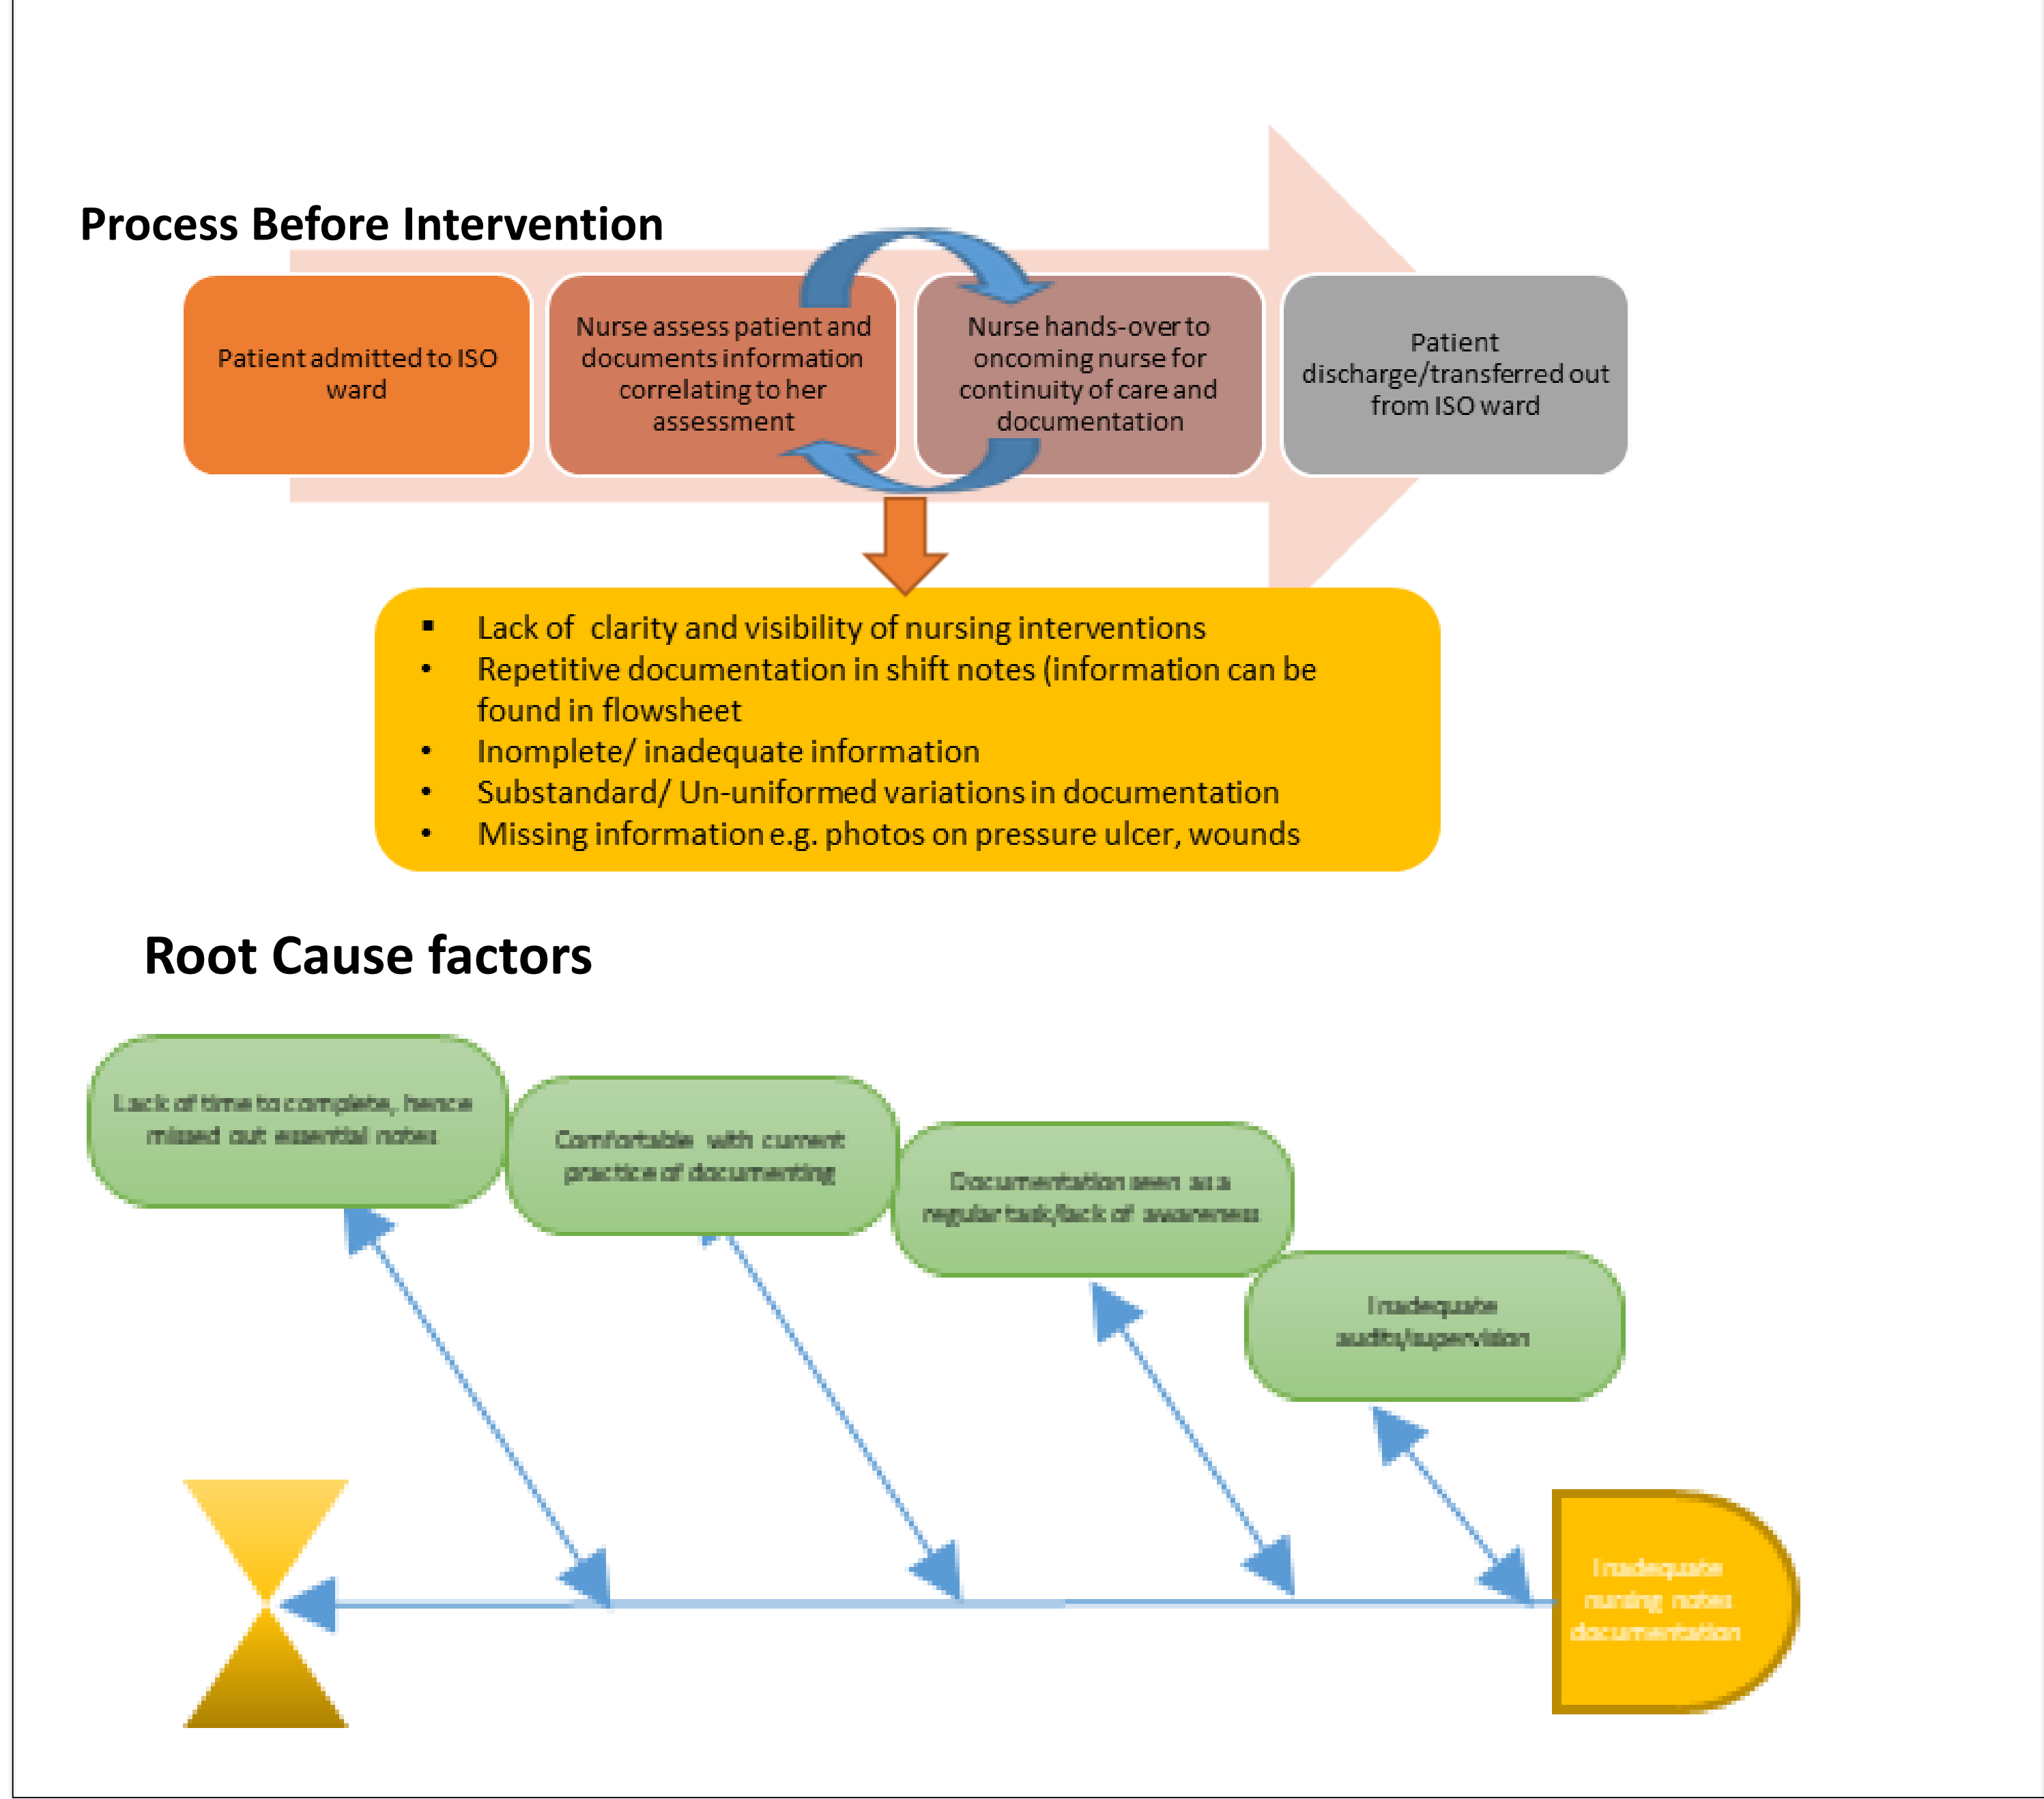 Process Before Intervention
Patient admitted to ISO
ward
Nurse assess patient and
documents information
correlating to her
assessment
Nurse hands-over to
oncoming nurse for
continuity of care and
documentation
Patient
discharge/transferred out
from ISO ward
▪ Lack of clarity and visibility of nursing interventions
• Repetitive documentation in shift notes (information can be
found in flowsheet
• Inomplete/ inadequate information
• Substandard/ Un-uniformed variations in documentation
• Missing information e.g. photos on pressure ulcer, wounds
Root Cause factors
Lack of time to complete, hence
missed out essential notes
Comfortable with current
practice of documenting
Documentation seen as a
regular task/lack of awareness
Inadequate
audits/supervision
Inadequate
nursing notes
documentation